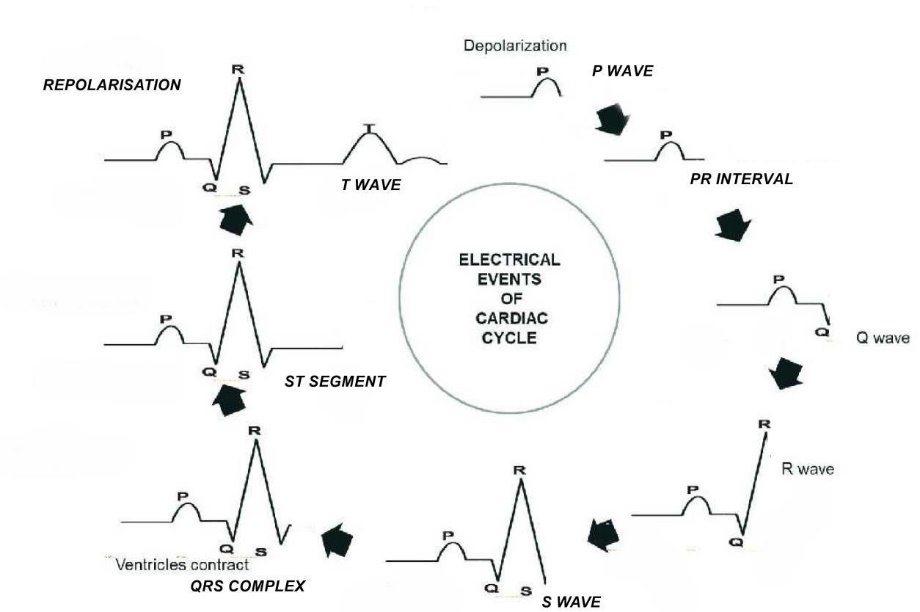 Depolarization
P
P WAVE
P
PR INTERVAL
P
Q
Q wave
R
R wave
P
Q
R
P
Q S
S WAVE
R
P
Q S
Ventricles contract
QRS COMPLEX
R
P
Q S
ST SEGMENT
REPOLARISATION
R
P
T
Q S
T WAVE
ELECTRICAL
EVENTS
OF
CARDIAC
CYCLE